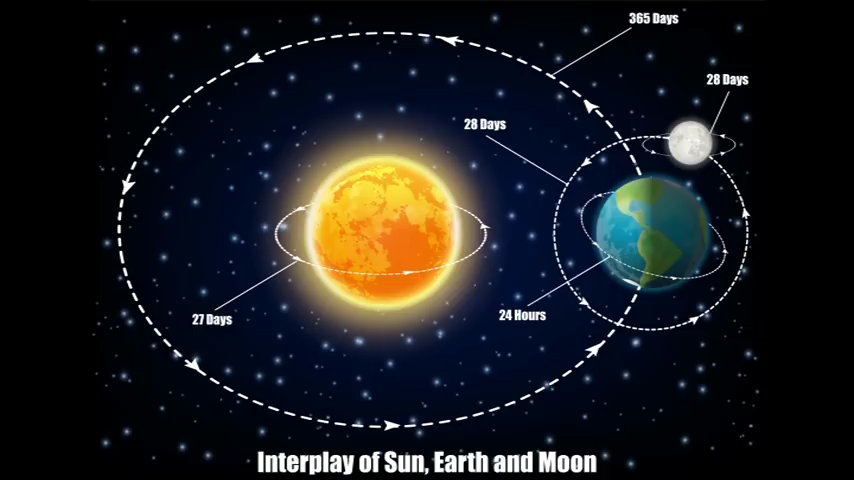 365 Days
28 Days
28 Days
27 Days
24 Hours
Interplay of Sun, Earth and Moon